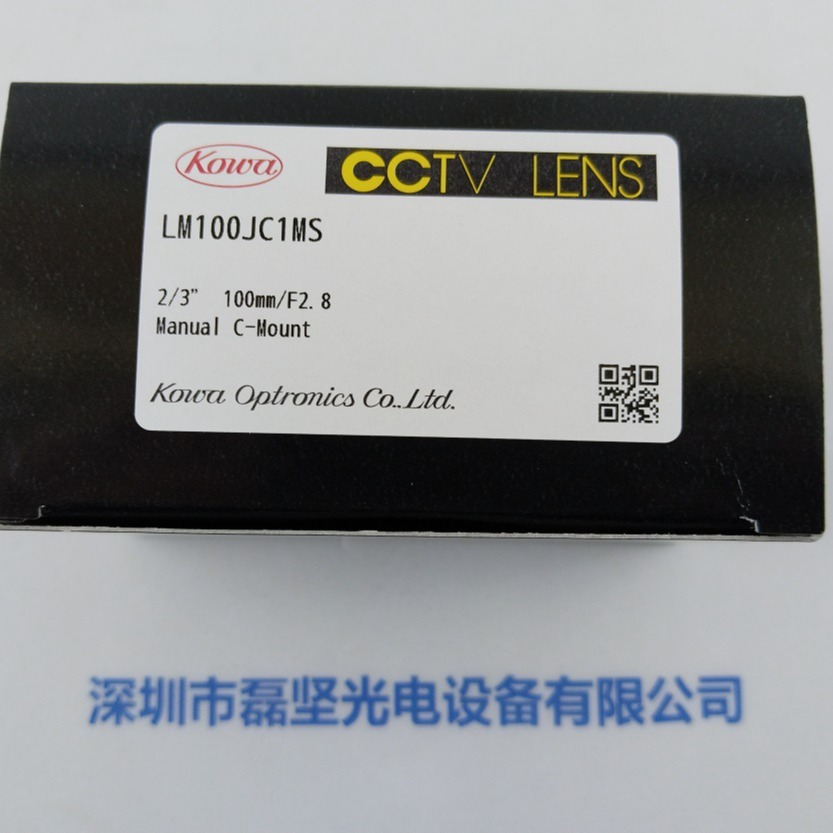 Kowa
CCTV LENS
LM100JC1MS
2/3" 100mm/F2.8
Manual C-Mount
Kowa Optronics Co.,Ltd.
深圳市磊坚光电设备有限公司